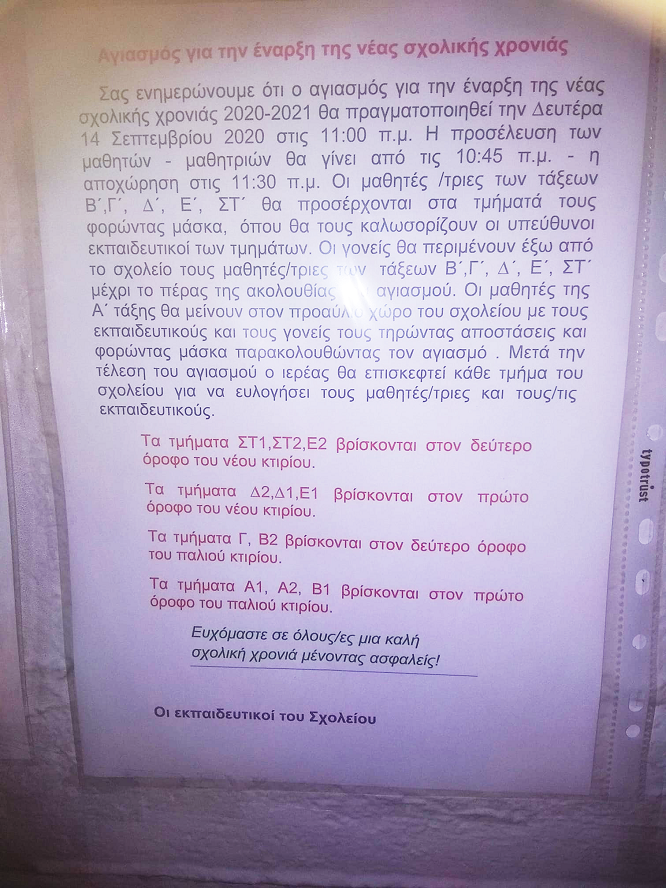 Αγιασμός για την έναρξη της νέας σχολικής χρονιάς
Σας ενημερώνουμε ότι ο αγιασμός για την έναρξη της νέας
σχολικής χρονιάς 2020-2021 θα πραγματοποιηθεί την Δευτέρα
14 Σεπτεμβρίου 2020 στις 11:00 π.μ. Η προσέλευση των
μαθητών - μαθητριών θα γίνει από τις 10:45 π.μ. - η
αποχώρηση στις 11:30 π.μ. Οι μαθητές /τριες των τάξεων
Β΄,Γ΄, Δ΄, Ε΄, ΣΤ΄ θα προσέρχονται στα τμήματά τους
φορώντας μάσκα, όπου θα τους καλωσορίζουν οι υπεύθυνοι
εκπαιδευτικοί των τμημάτων. Οι γονείς θα περιμένουν έξω από
το σχολείο τους μαθητές/τριες των τάξεων Β΄,Γ΄, Δ΄, Ε΄, ΣΤ΄
μέχρι το πέρας της ακολουθίας αγιασμού. Οι μαθητές της
Α΄ τάξης θα μείνουν στον προαύλιο χώρο του σχολείου με τους
εκπαιδευτικούς και τους γονείς τους τηρώντας αποστάσεις και
φορώντας μάσκα παρακολουθώντας τον αγιασμό . Μετά την
τέλεση του αγιασμού ο ιερέας θα επισκεφτεί κάθε τμήμα του
σχολείου για να ευλογήσει τους μαθητές/τριες και τους/τις
εκπαιδευτικούς.
Τα τμήματα ΣΤ1,ΣΤ2,Ε2 βρίσκονται στον δεύτερο
όροφο του νέου κτιρίου.
Τα τμήματα Δ2,Δ1,Ε1 βρίσκονται στον πρώτο
όροφο του νέου κτιρίου.
Τα τμήματα Γ, Β2 βρίσκονται στον δεύτερο όροφο
του παλιού κτιρίου.
Τα τμήματα Α1, Α2, Β1 βρίσκονται στον πρώτο
όροφο του παλιού κτιρίου.
Ευχόμαστε σε όλους/ες μια καλή
σχολική χρονιά μένοντας ασφαλείς!
Οι εκπαιδευτικοί του Σχολείου
typotrust